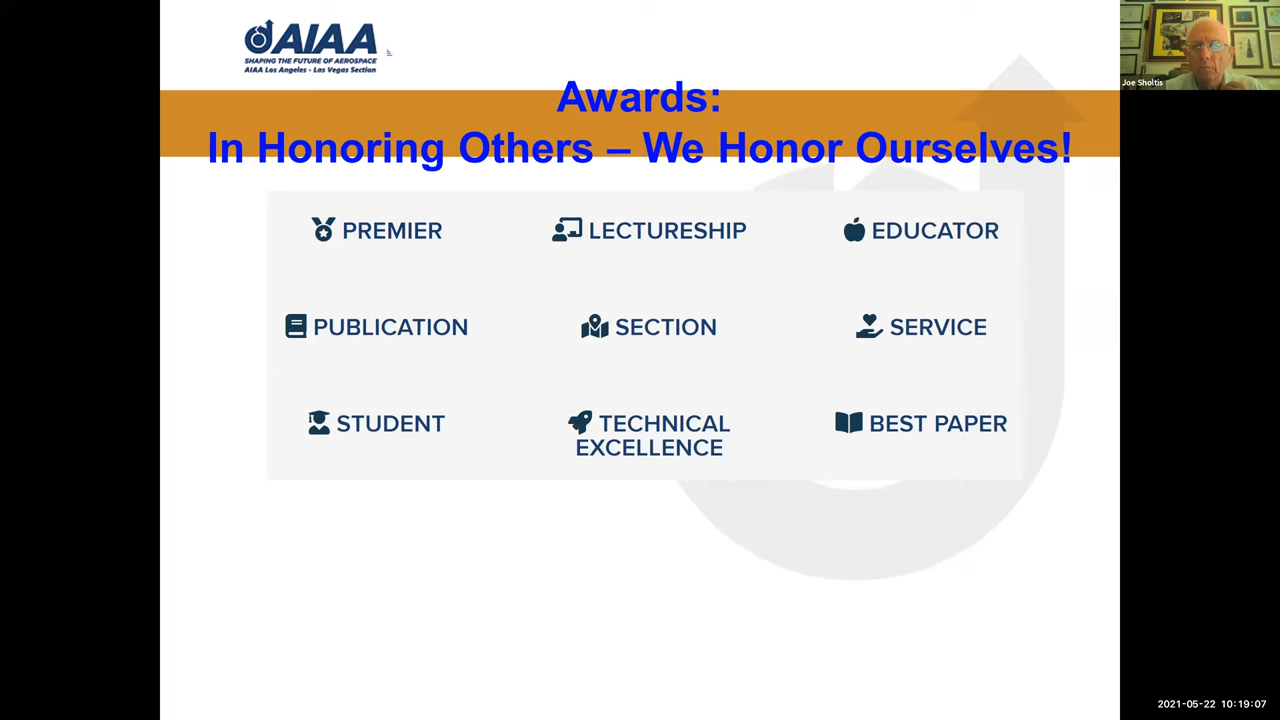 AIAA
SHAPING THE FUTURE OF AEROSPACE
AIAA Los Angeles - Las Vegas Section
Joe Sholtis
Awards:
In Honoring Others – We Honor Ourselves!
PREMIER
LECTURESHIP
EDUCATOR
PUBLICATION
SECTION
SERVICE
STUDENT
TECHNICAL
EXCELLENCE
BEST PAPER
2021-05-22 10:19:07